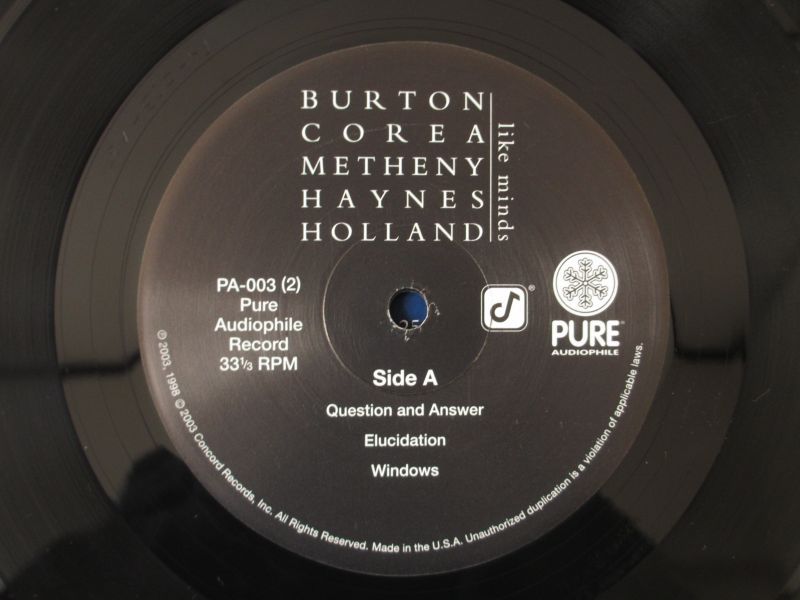 BURTON
COREA
METHENY
HAYNES
HOLLAND
like minds
PA-003 (2)
Pure
Audiophile
Record
33⅓ RPM
®
PURE™
AUDIOPHILE
Side A
Question and Answer
Elucidation
Windows
℗ 2003, 1998 © 2003 Concord Records, Inc. All Rights Reserved. Made in the U.S.A. Unauthorized duplication is a violation of applicable laws.